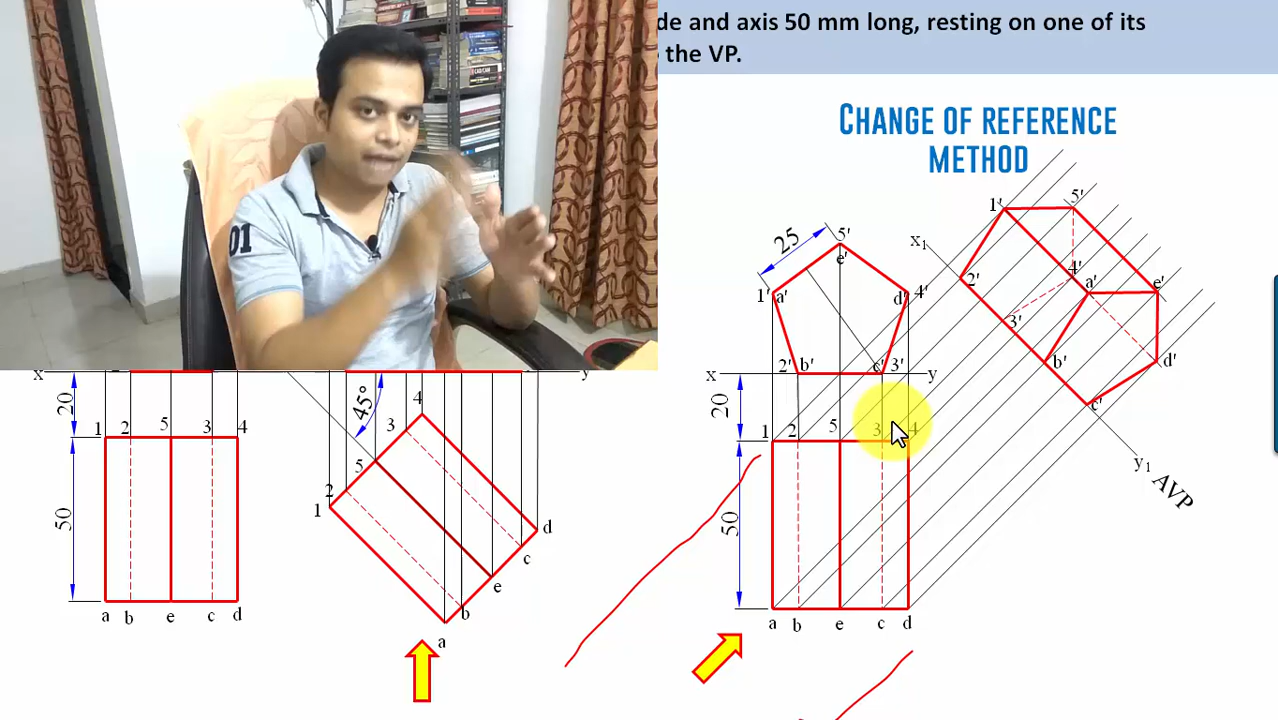 de and axis 50 mm long, resting on one of its
the VP.
CHANGE OF REFERENCE
METHOD
01
x
y
20
50
1 2 5 3 4
a b e c d
45°
4
3
5
2
1
d
c
e
b
a
25
5'
e'
1' a'
d' 4'
2' b'
c' 3'
x
y
20
50
1 2 5 3 4
a b e c d
x1
y1
AVP
1'
5'
2'
4'
a'
e'
3'
b'
d'
c'